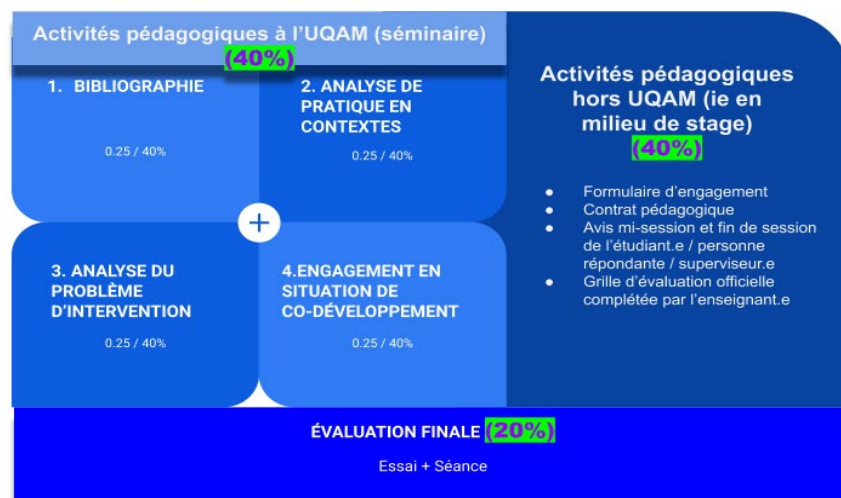 Activités pédagogiques à l'UQAM (séminaire)
(40%)
1. BIBLIOGRAPHIE
0.25 / 40%
2. ANALYSE DE
PRATIQUE EN
CONTEXTES
0.25 / 40%
3. ANALYSE DU
PROBLÈME
D'INTERVENTION
0.25 / 40%
4.ENGAGEMENT EN
SITUATION DE
CO-DÉVELOPPEMENT
0.25 / 40%
Activités pédagogiques
hors UQAM (ie en
milieu de stage)
(40%)
● Formulaire d'engagement
● Contrat pédagogique
● Avis mi-session et fin de session
de l'étudiant.e / personne
répondante / superviseur.e
● Grille d'évaluation officielle
complétée par l'enseignant.e
ÉVALUATION FINALE (20%)
Essai + Séance